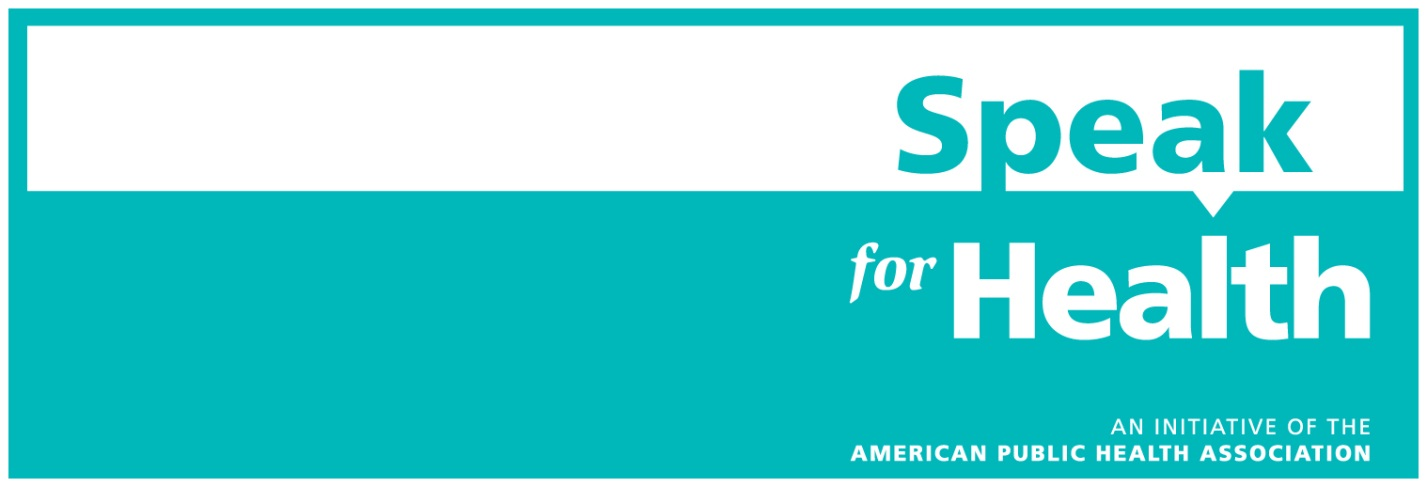 Speak
for Health
AN INITIATIVE OF THE
AMERICAN PUBLIC HEALTH ASSOCIATION